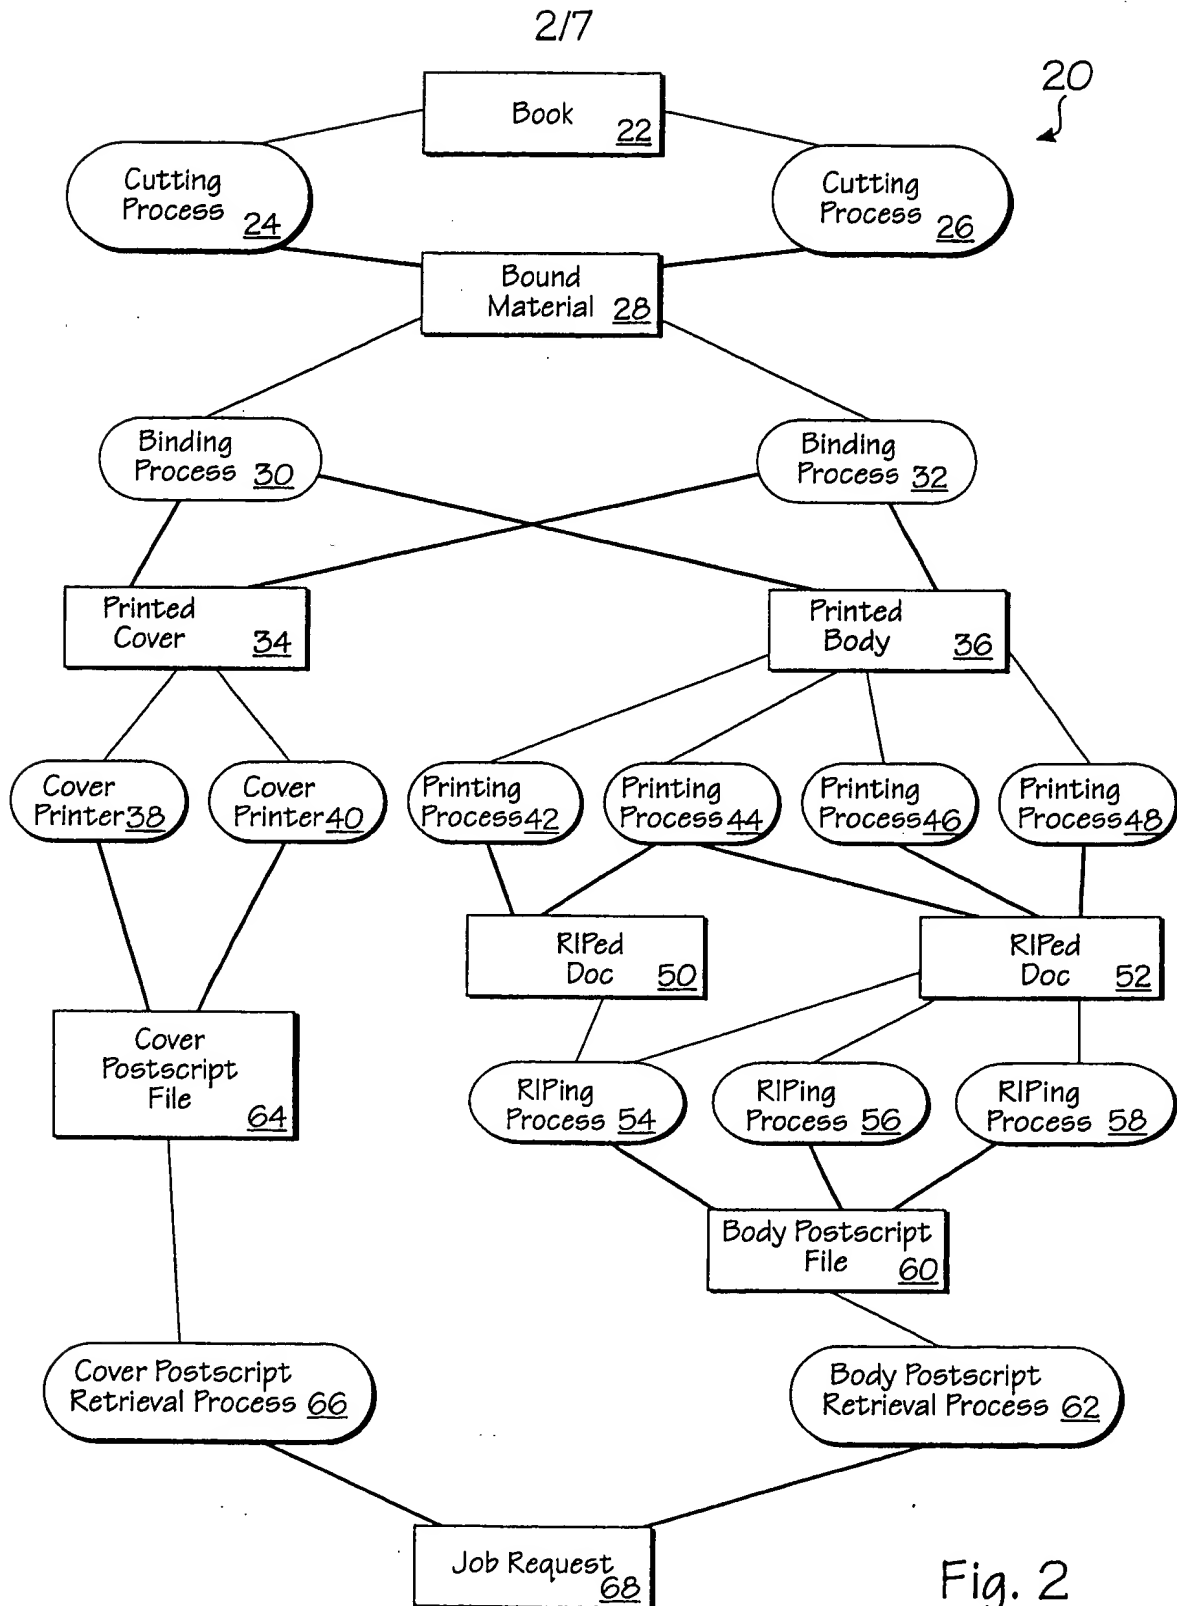 2/7
20
Book
22
Cutting
Process
24
Cutting
Process
26
Bound
Material 28
Binding
Process 30
Binding
Process 32
Printed
Cover
34
Printed
Body
36
Cover
Printer 38
Cover
Printer 40
Printing
Process 42
Printing
Process 44
Printing
Process 46
Printing
Process 48
RIPed
Doc 50
RIPed
Doc 52
Cover
Postscript
File
64
RIPing
Process 54
RIPing
Process 56
RIPing
Process 58
Body Postscript
File
60
Cover Postscript
Retrieval Process 66
Body Postscript
Retrieval Process 62
Job Request
68
Fig. 2